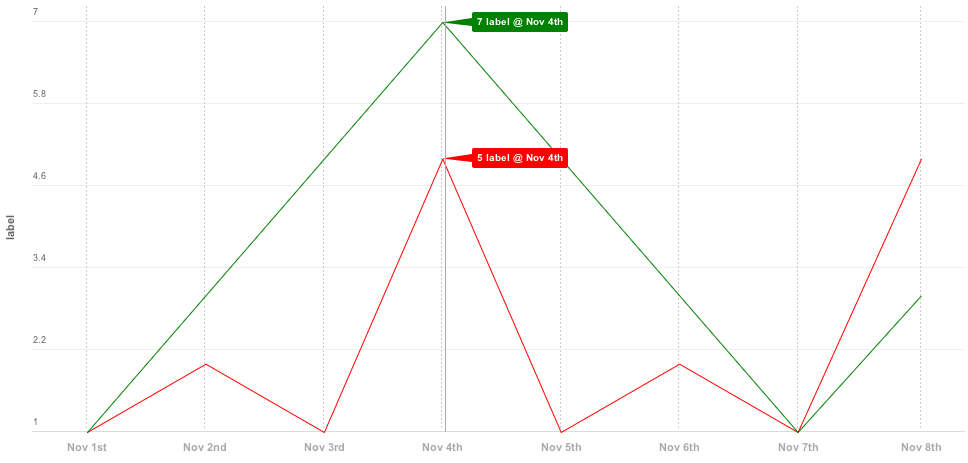 7
7 label @ Nov 4th
5.8
5 label @ Nov 4th
4.6
label
3.4
2.2
1
Nov 1st Nov 2nd Nov 3rd Nov 4th Nov 5th Nov 6th Nov 7th Nov 8th